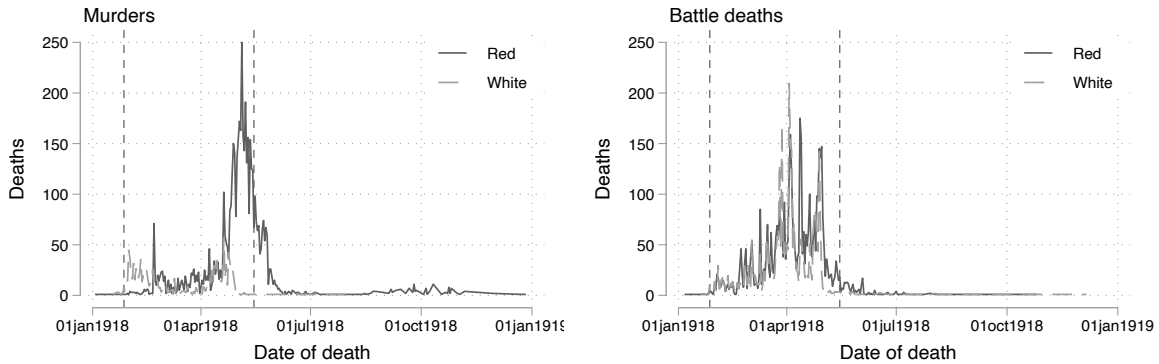 Murders
250
200
150
100
50
0
Deaths
Red
White
01jan1918
01apr1918
01jul1918
01oct1918
01jan1919
Date of death
Battle deaths
250
200
150
100
50
0
Deaths
Red
White
01jan1918
01apr1918
01jul1918
01oct1918
01jan1919
Date of death